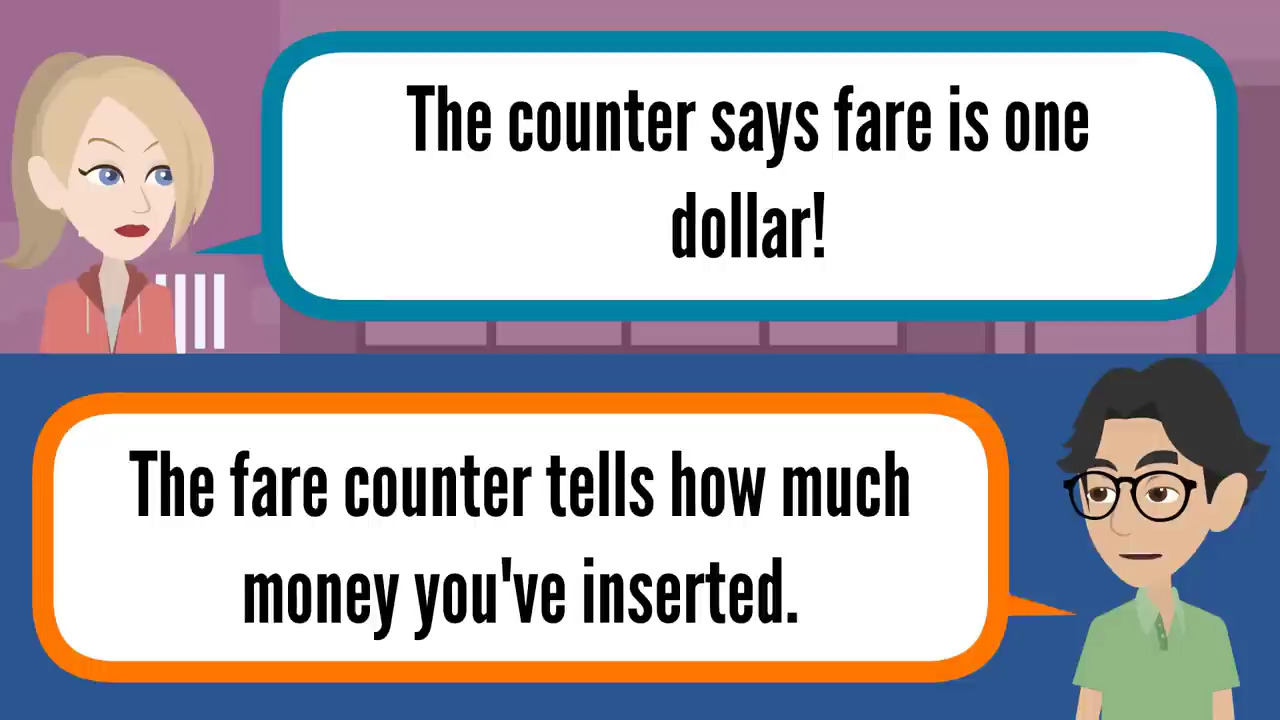 The counter says fare is one
dollar!
The fare counter tells how much
money you've inserted.